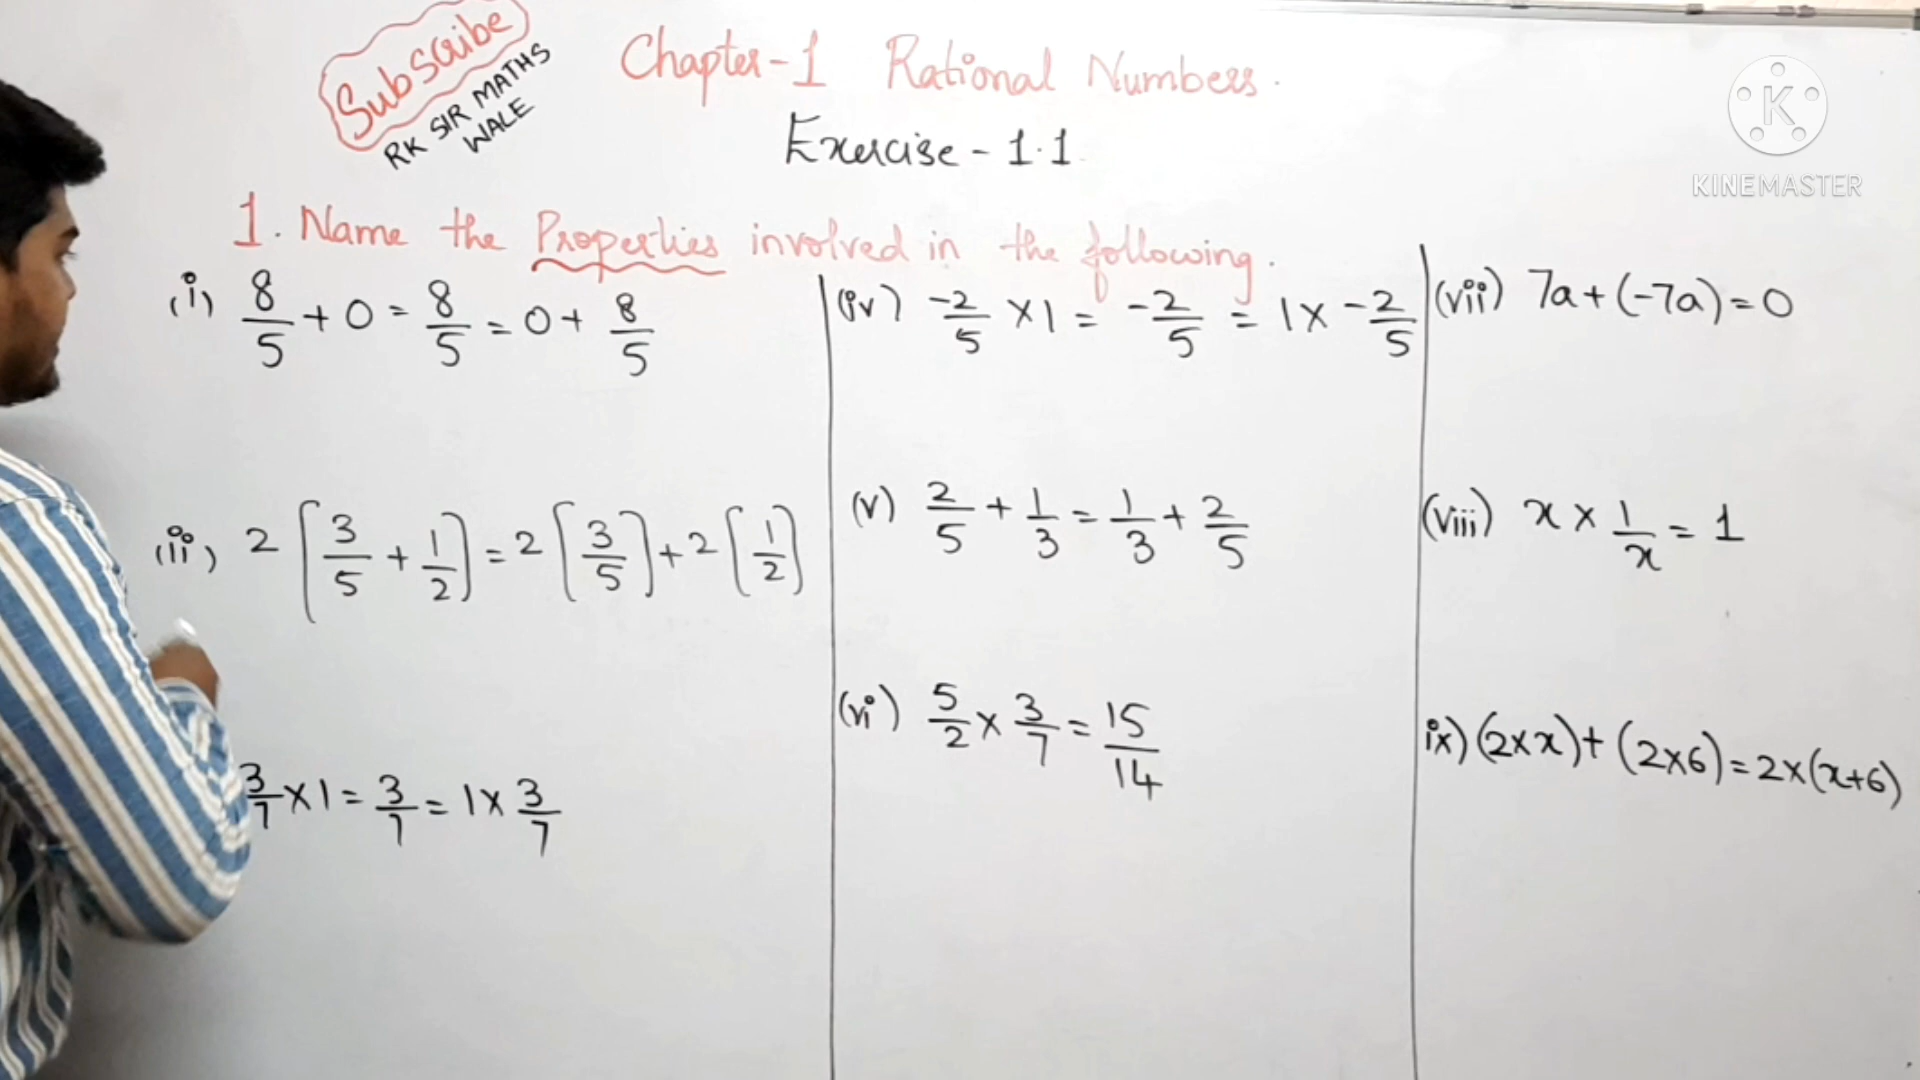 Subscribe
RK SIR MATHS
WALE
Chapter-1 Rational Numbers.
Exercise - 1.1
KINEMASTER
1. Name the Properties involved in the following.
(i) 8/5 + 0 = 8/5 = 0 + 8/5
(ii) 2 [3/5 + 1/2] = 2 [3/5] + 2 [1/2]
3/7 × 1 = 3/7 = 1 × 3/7
(iv) -2/5 × 1 = -2/5 = 1 × -2/5
(v) 2/5 + 1/3 = 1/3 + 2/5
(vi) 5/2 × 3/7 = 15/14
(vii) 7a + (-7a) = 0
(viii) x × 1/x = 1
ix) (2×x) + (2×6) = 2×(x+6)